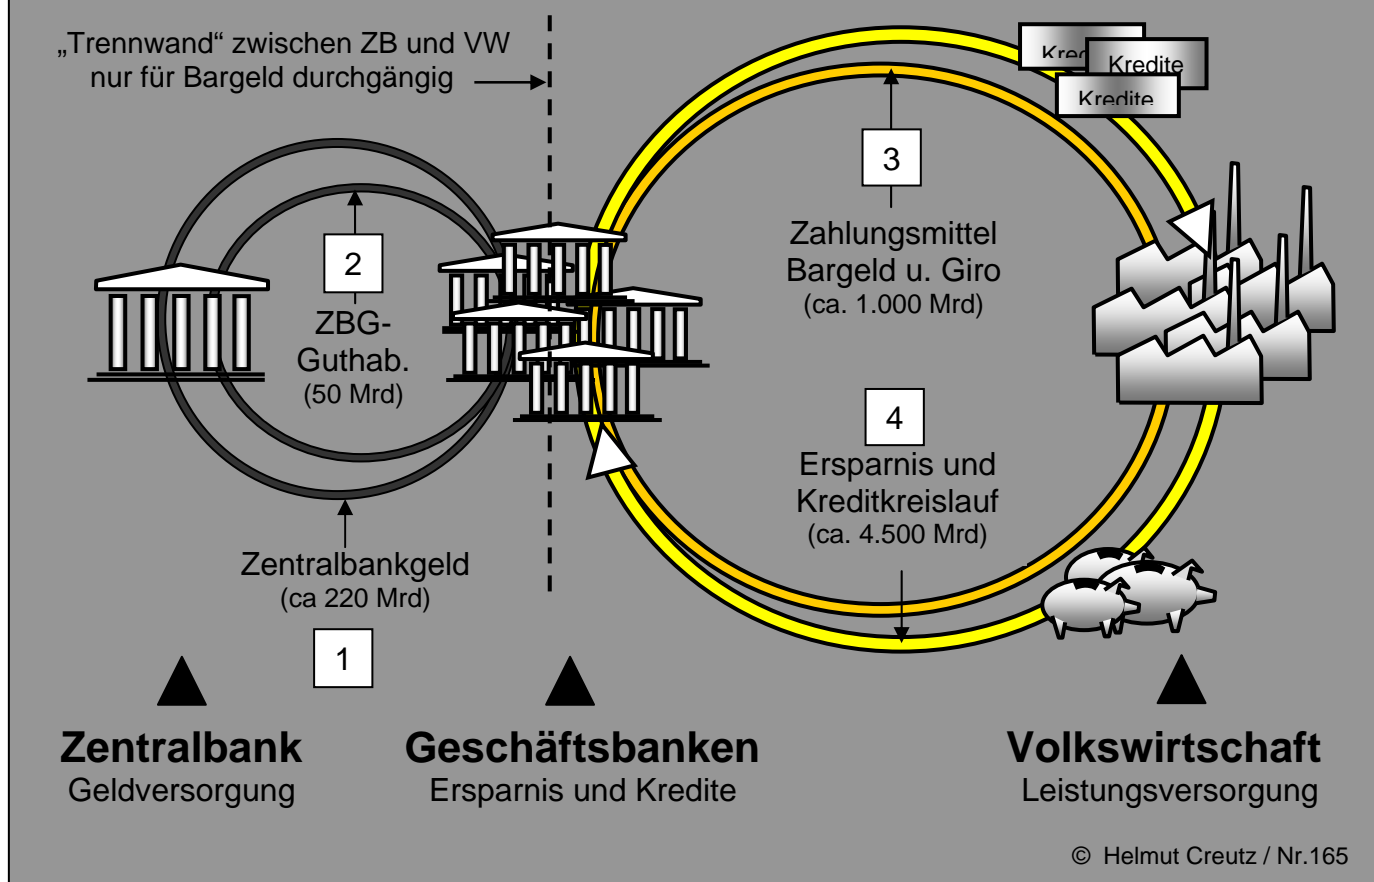 „Trennwand“ zwischen ZB und VW
nur für Bargeld durchgängig
Kredite
Kredite
3
Zahlungsmittel
Bargeld u. Giro
(ca. 1.000 Mrd)
2
ZBG-
Guthab.
(50 Mrd)
4
Ersparnis und
Kreditkreislauf
(ca. 4.500 Mrd)
Zentralbankgeld
(ca 220 Mrd)
1
Zentralbank
Geldversorgung
Geschäftsbanken
Ersparnis und Kredite
Volkswirtschaft
Leistungsversorgung
© Helmut Creutz / Nr.165